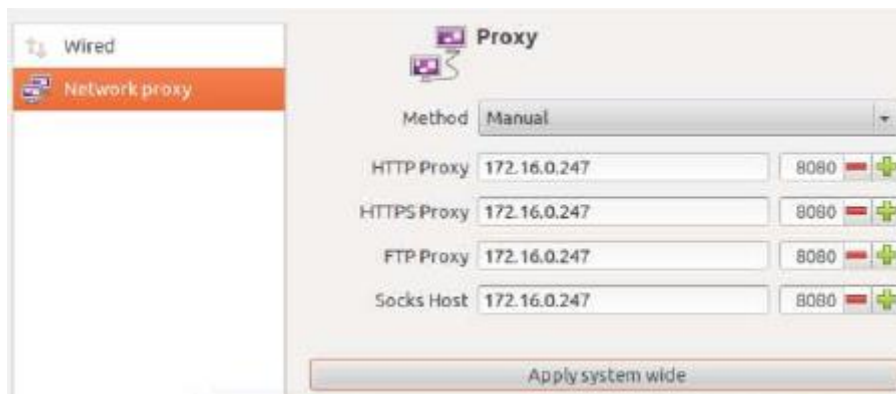 Wired
Network proxy
Proxy
Method Manual
HTTP Proxy 172.16.0.247 8080
HTTPS Proxy 172.16.0.247 8080
FTP Proxy 172.16.0.247 8080
Socks Host 172.16.0.247 8080
Apply system wide